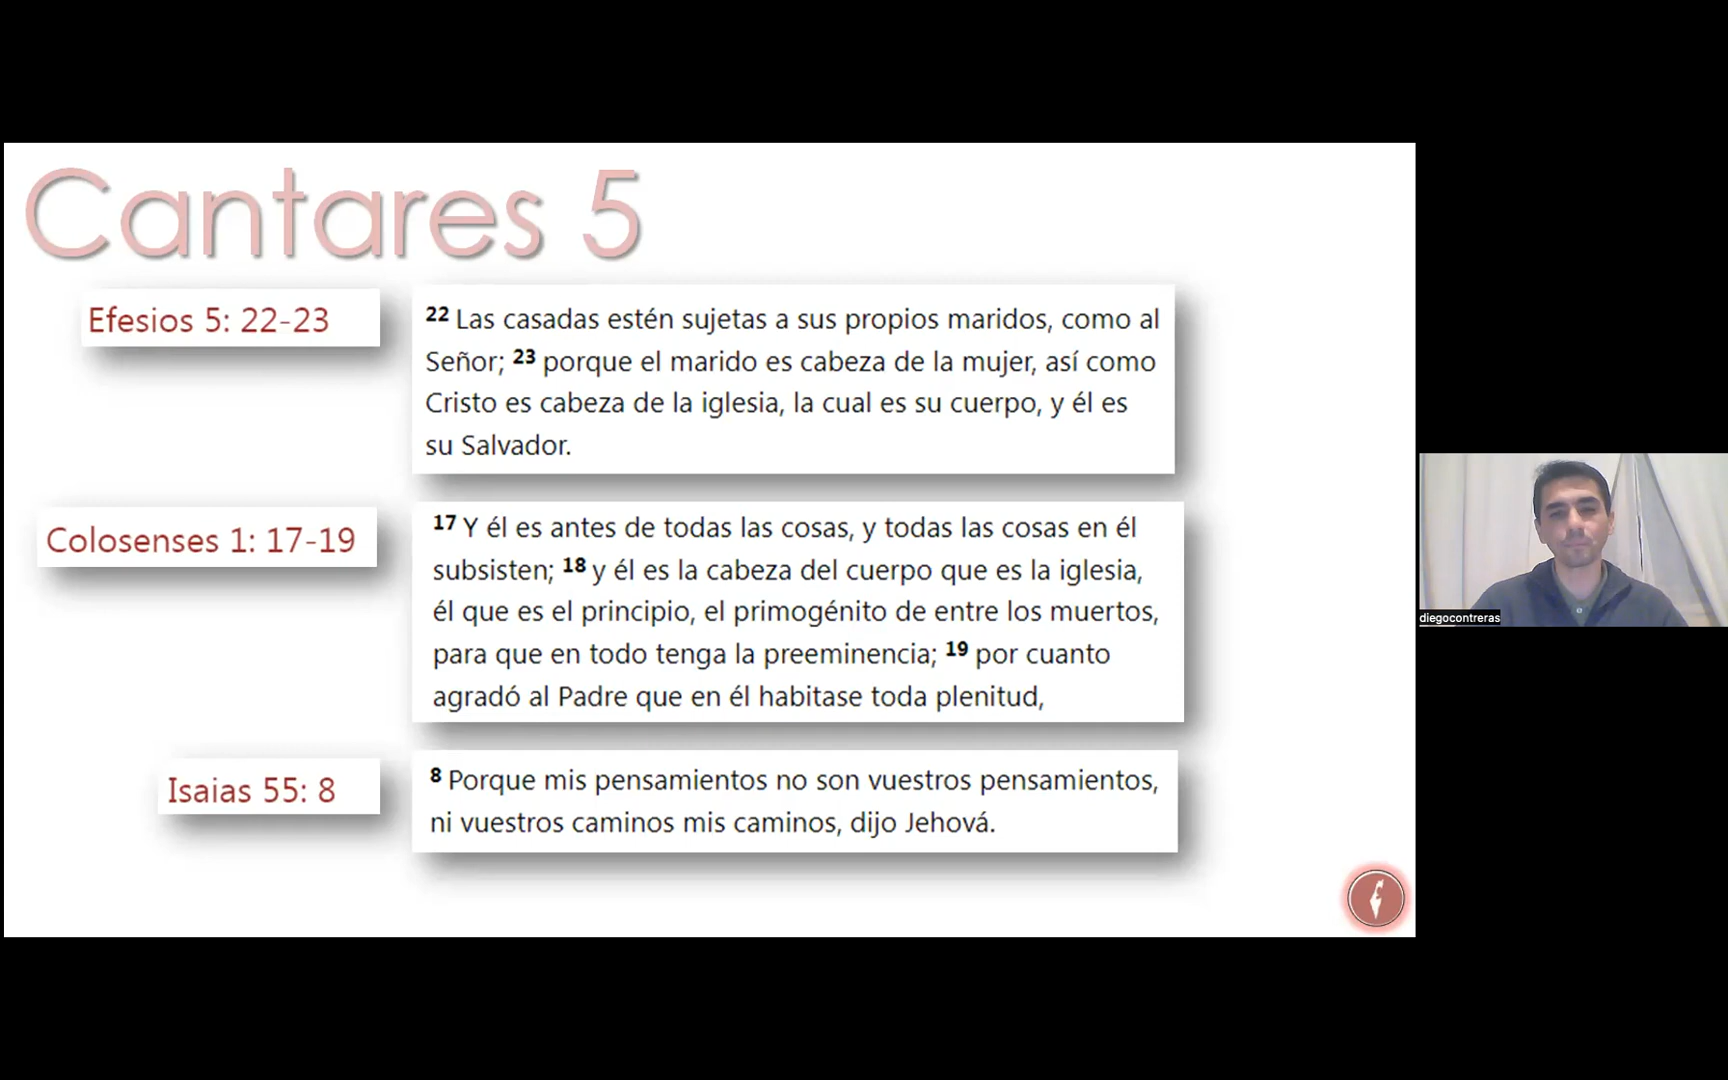 Cantares 5
Efesios 5: 22-23
22 Las casadas estén sujetas a sus propios maridos, como al
Señor; 23 porque el marido es cabeza de la mujer, así como
Cristo es cabeza de la iglesia, la cual es su cuerpo, y él es
su Salvador.
Colosenses 1: 17-19
17 Y él es antes de todas las cosas, y todas las cosas en él
subsisten; 18 y él es la cabeza del cuerpo que es la iglesia,
él que es el principio, el primogénito de entre los muertos,
para que en todo tenga la preeminencia; 19 por cuanto
agradó al Padre que en él habitase toda plenitud,
Isaias 55: 8
8 Porque mis pensamientos no son vuestros pensamientos,
ni vuestros caminos mis caminos, dijo Jehová.
diegocontreras